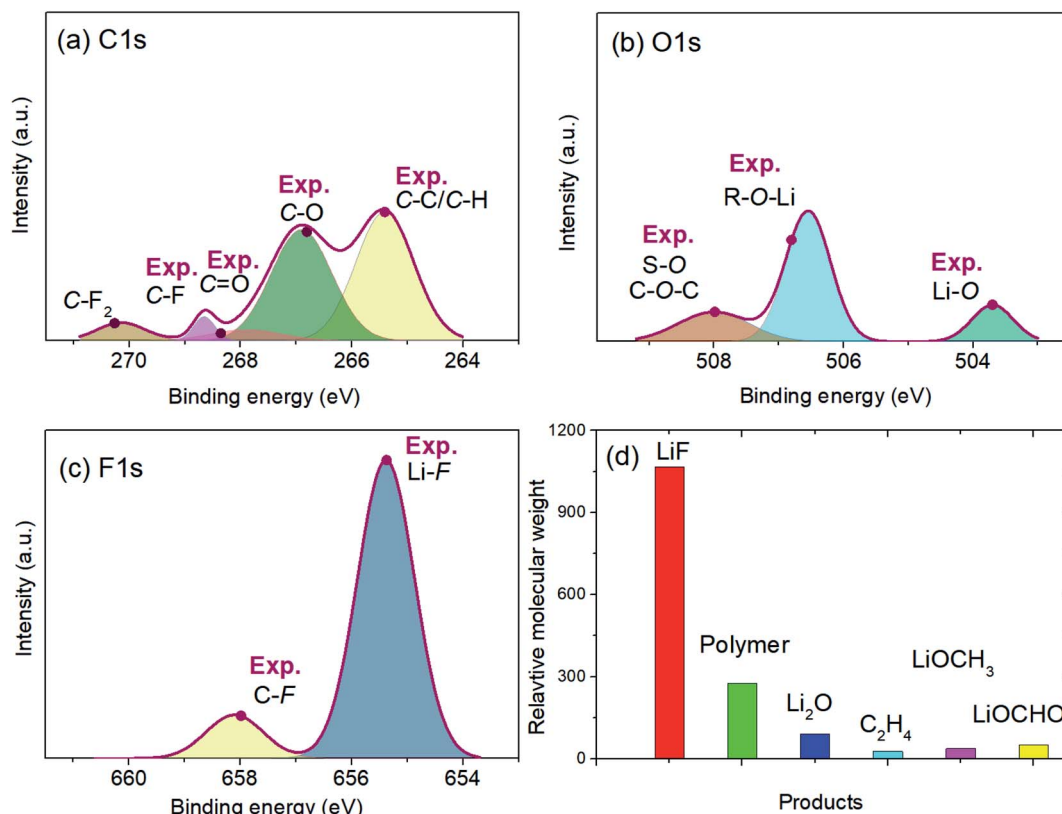 (a) C1s
Intensity (a.u.)
Exp.
C-C/C-H
Exp.
C-O
Exp.
C=O
Exp.
C-F
C-F₂
270 268 266 264
Binding energy (eV)
(b) O1s
Intensity (a.u.)
Exp.
R-O-Li
Exp.
S-O
C-O-C
Exp.
Li-O
508 506 504
Binding energy (eV)
(c) F1s
Intensity (a.u.)
Exp.
Li-F
Exp.
C-F
660 658 656 654
Binding energy (eV)
(d)
Relavtive molecular weight
1200
900
600
300
0
LiF
Polymer
Li₂O
C₂H₄
LiOCH₃
LiOCHO
Products